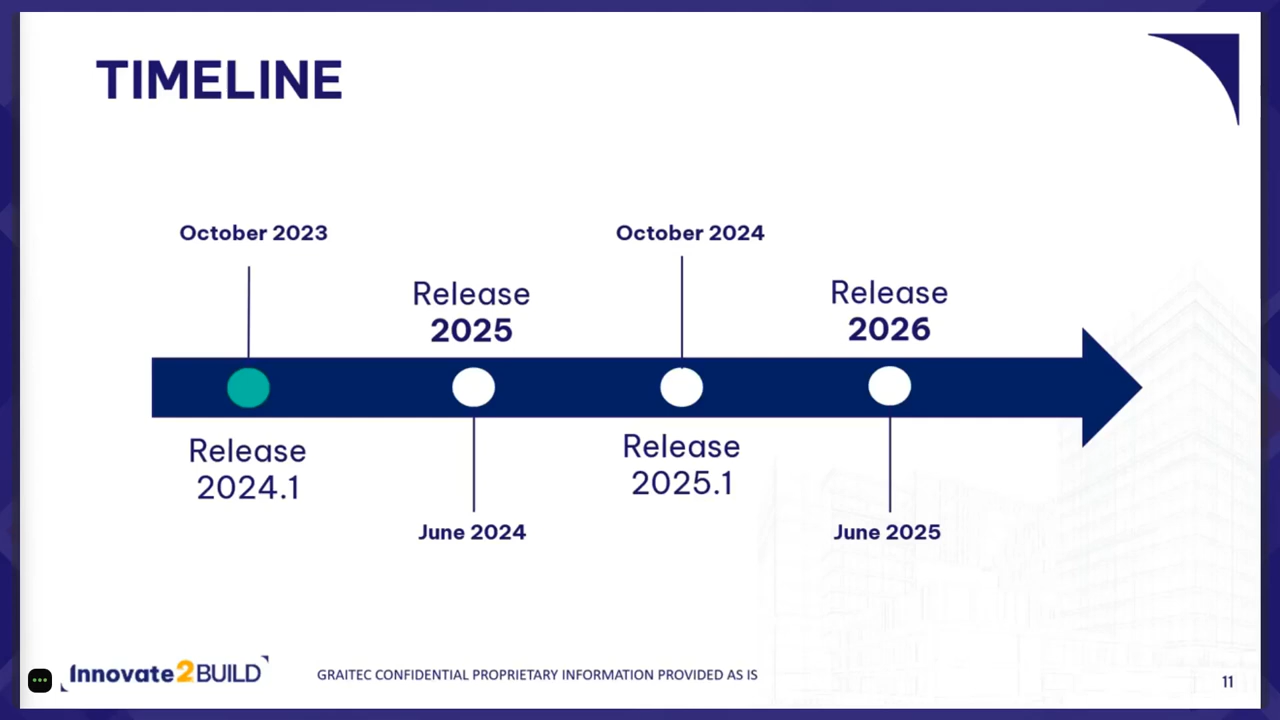 TIMELINE
October 2023
October 2024
Release
2025
Release
2026
Release
2024.1
Release
2025.1
June 2024
June 2025
Innovate2BUILD
GRAITEC CONFIDENTIAL PROPRIETARY INFORMATION PROVIDED AS IS
11